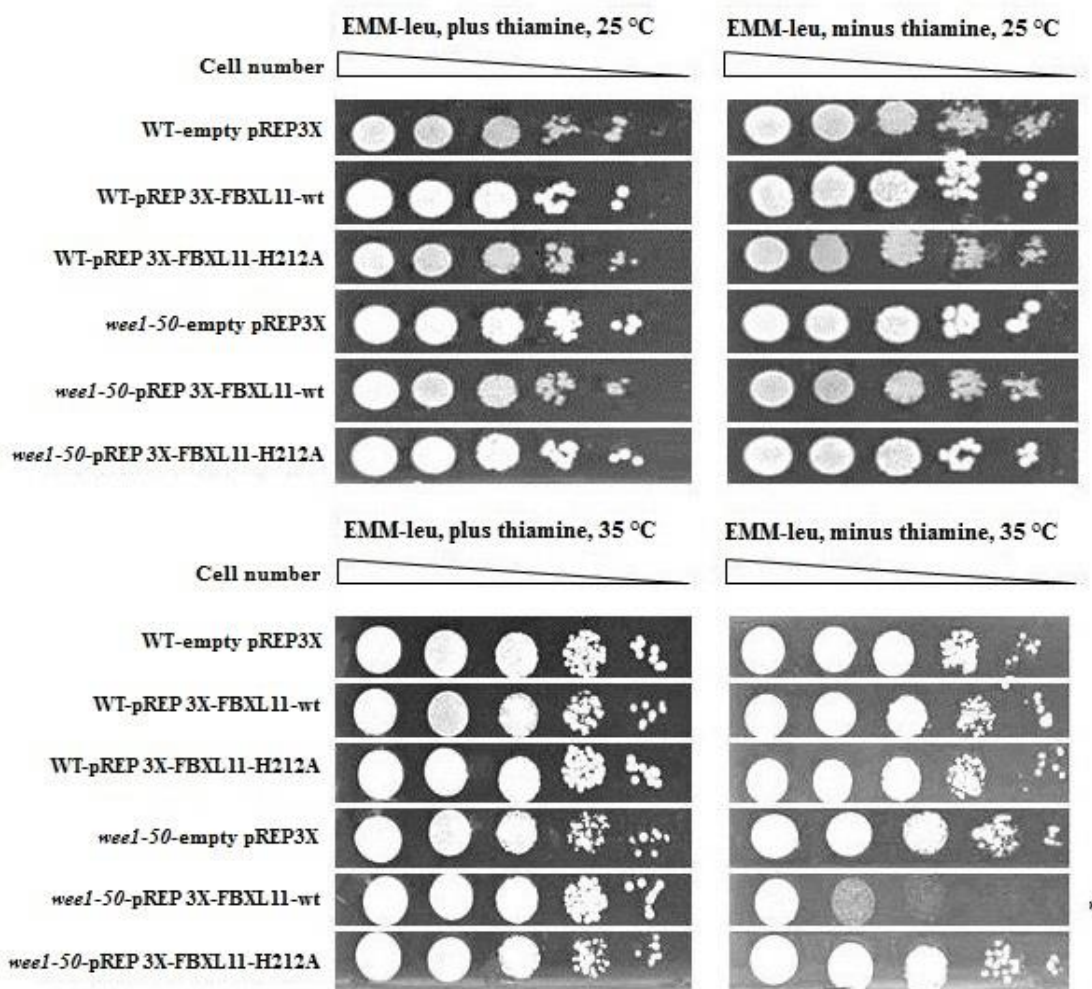 EMM-leu, plus thiamine, 25 °C
EMM-leu, minus thiamine, 25 °C
Cell number
WT-empty pREP3X
WT-pREP 3X-FBXL11-wt
WT-pREP 3X-FBXL11-H212A
wee1-50-empty pREP3X
wee1-50-pREP 3X-FBXL11-wt
wee1-50-pREP 3X-FBXL11-H212A
EMM-leu, plus thiamine, 35 °C
EMM-leu, minus thiamine, 35 °C
Cell number
WT-empty pREP3X
WT-pREP 3X-FBXL11-wt
WT-pREP 3X-FBXL11-H212A
wee1-50-empty pREP3X
wee1-50-pREP 3X-FBXL11-wt
wee1-50-pREP 3X-FBXL11-H212A